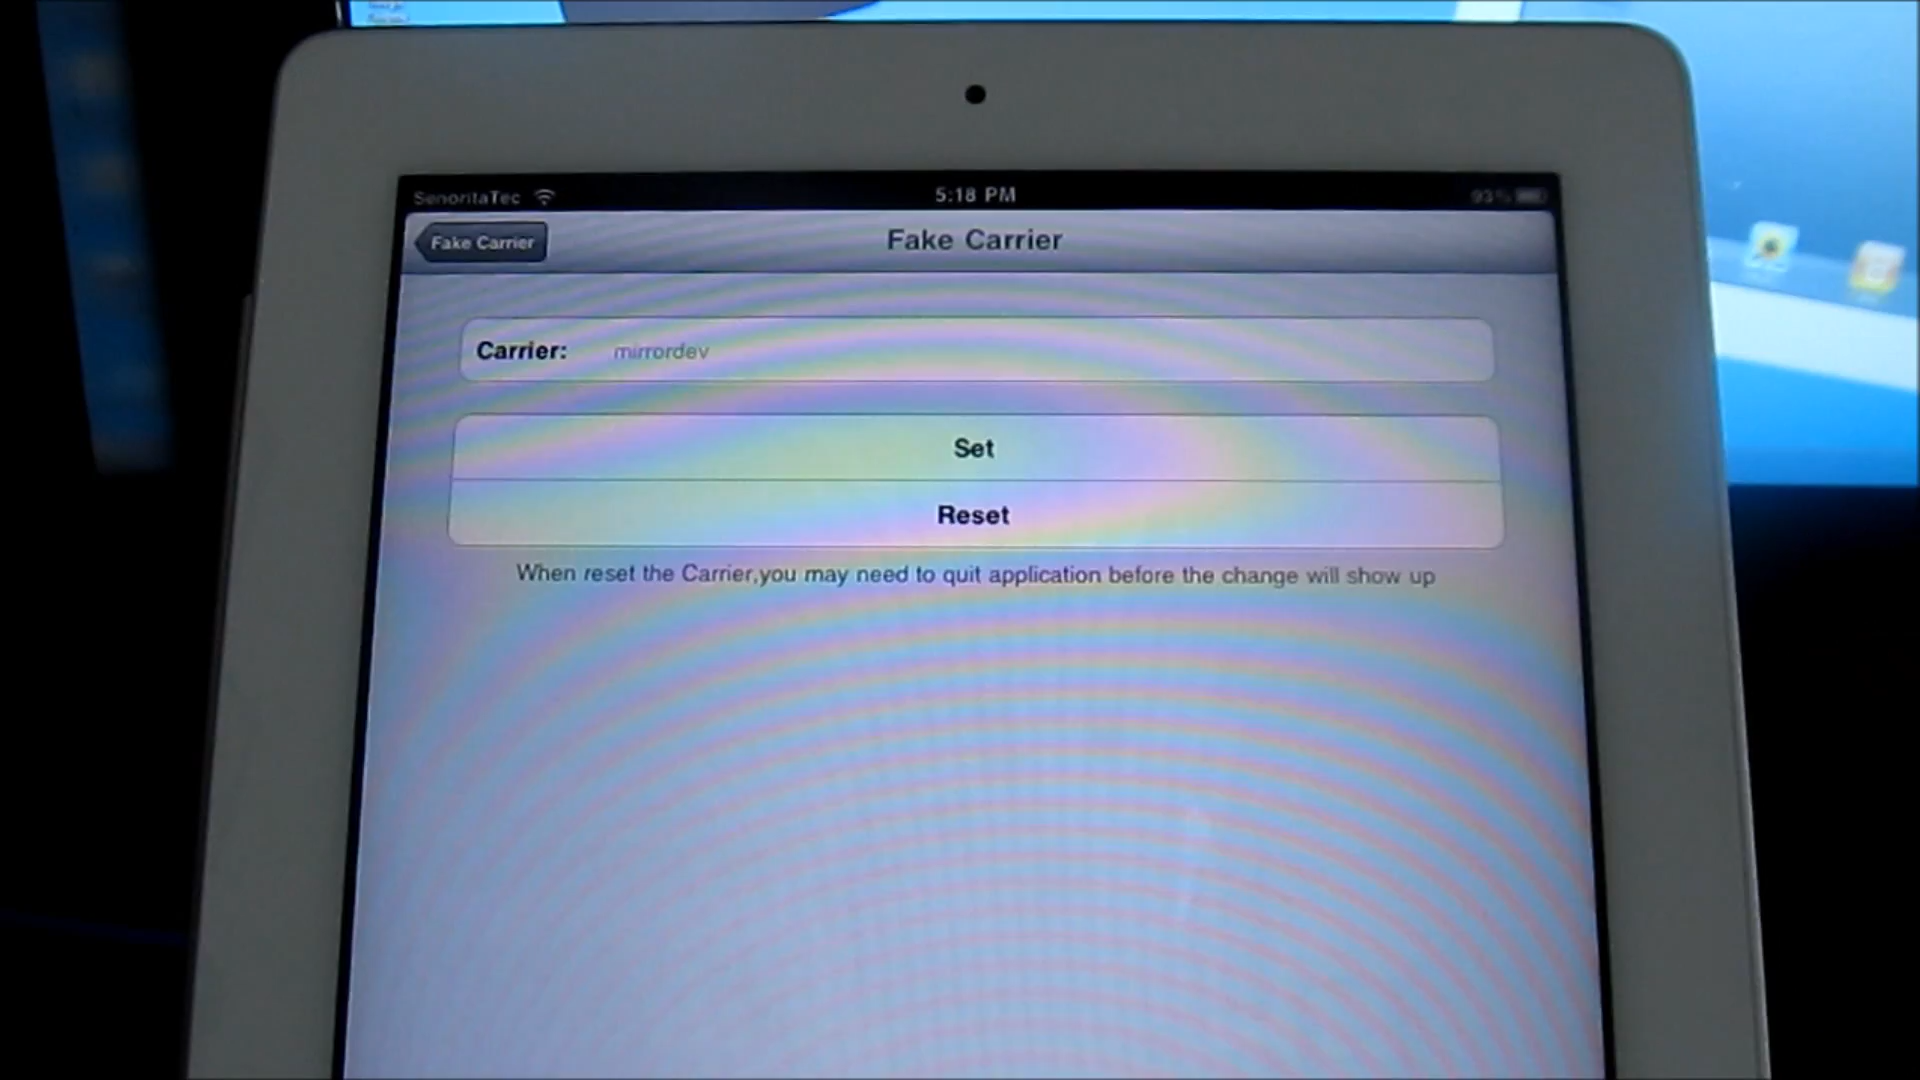 SenoritaTec 5:18 PM 93%
Fake Carrier Fake Carrier
Carrier: mirrordev
Set
Reset
When reset the Carrier,you may need to quit application before the change will show up